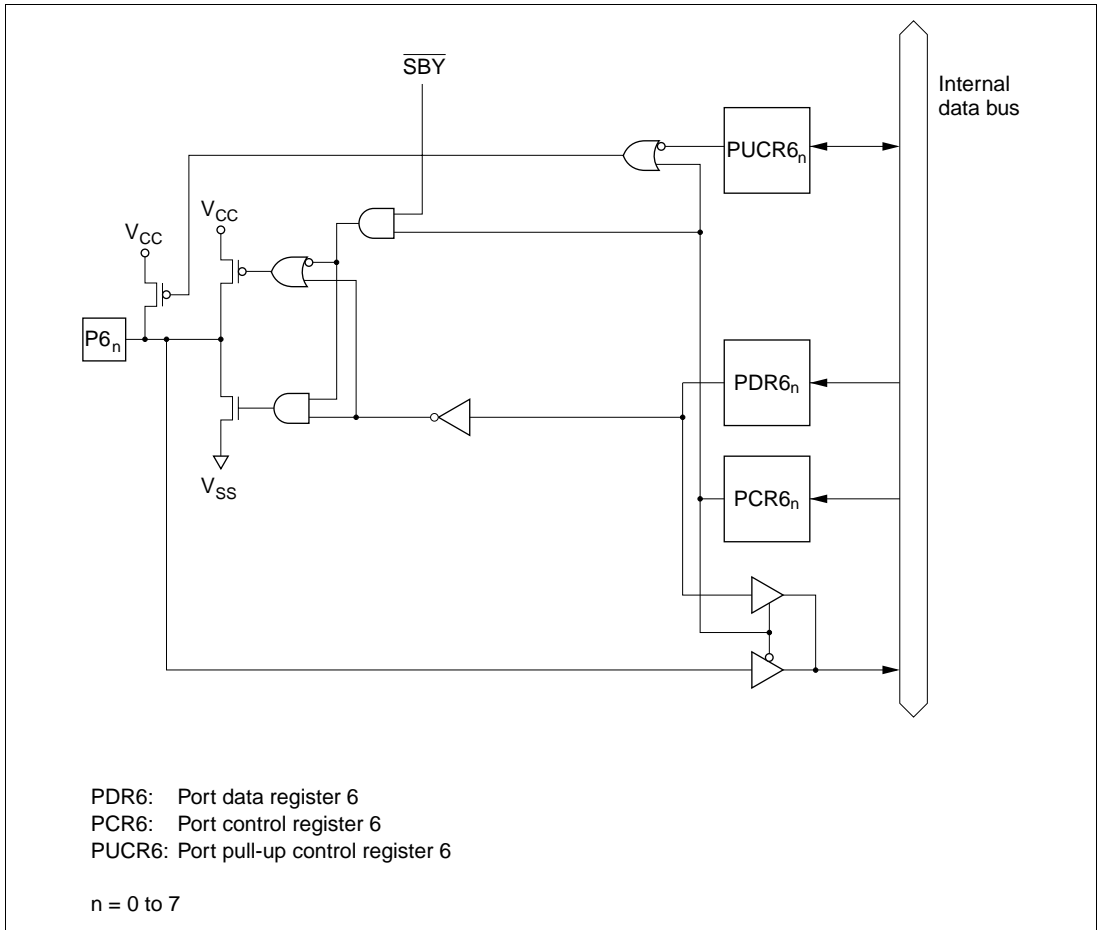 S̅B̅Y̅
Internal
data bus
PUCR6n
VCC
VCC
P6n
PDR6n
VSS
PCR6n
PDR6: Port data register 6
PCR6: Port control register 6
PUCR6: Port pull-up control register 6
n = 0 to 7